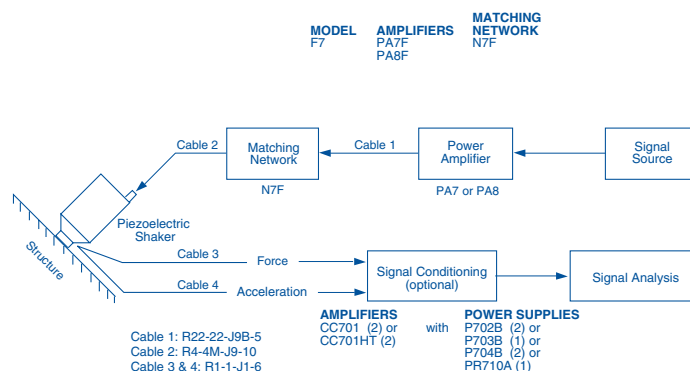 MODEL AMPLIFIERS MATCHING NETWORK
F7 PA7F N7F
PA8F
Cable 2
Matching
Network
Cable 1
Power
Amplifier
Signal
Source
N7F
PA7 or PA8
Piezoelectric
Shaker
Structure
Cable 3
Force
Cable 4
Acceleration
Signal Conditioning
(optional)
Signal Analysis
AMPLIFIERS
CC701 (2) or
CC701HT (2)
with
POWER SUPPLIES
P702B (2) or
P703B (1) or
P704B (2) or
PR710A (1)
Cable 1: R22-22-J9B-5
Cable 2: R4-4M-J9-10
Cable 3 & 4: R1-1-J1-6